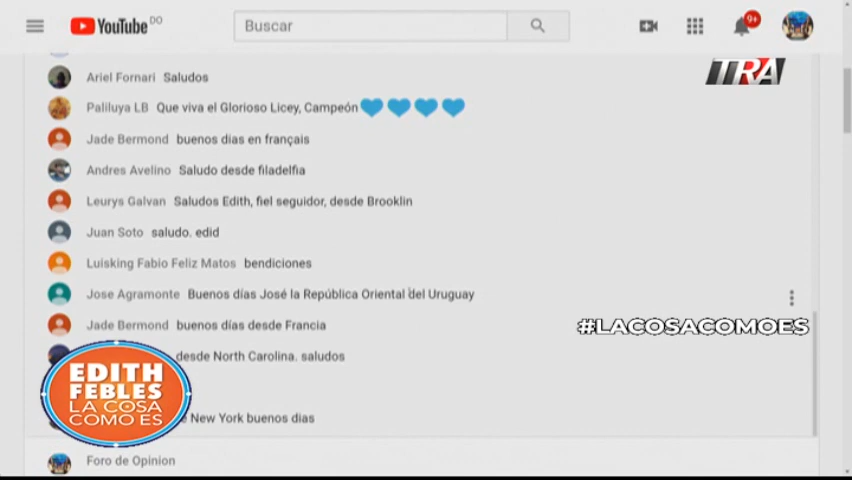 YouTube DO
Buscar
9+
TRA
Ariel Fornari Saludos
Paliluya LB Que viva el Glorioso Licey, Campeón
Jade Bermond buenos dias en français
Andres Avelino Saludo desde filadelfia
Leurys Galvan Saludos Edith, fiel seguidor, desde Brooklin
Juan Soto saludo. edid
Luisking Fabio Feliz Matos bendiciones
Jose Agramonte Buenos días José la República Oriental del Uruguay
Jade Bermond buenos días desde Francia
#LACOSACOMOES
desde North Carolina. saludos
EDITH
FEBLES
LA COSA
COMO ES
New York buenos dias
Foro de Opinion